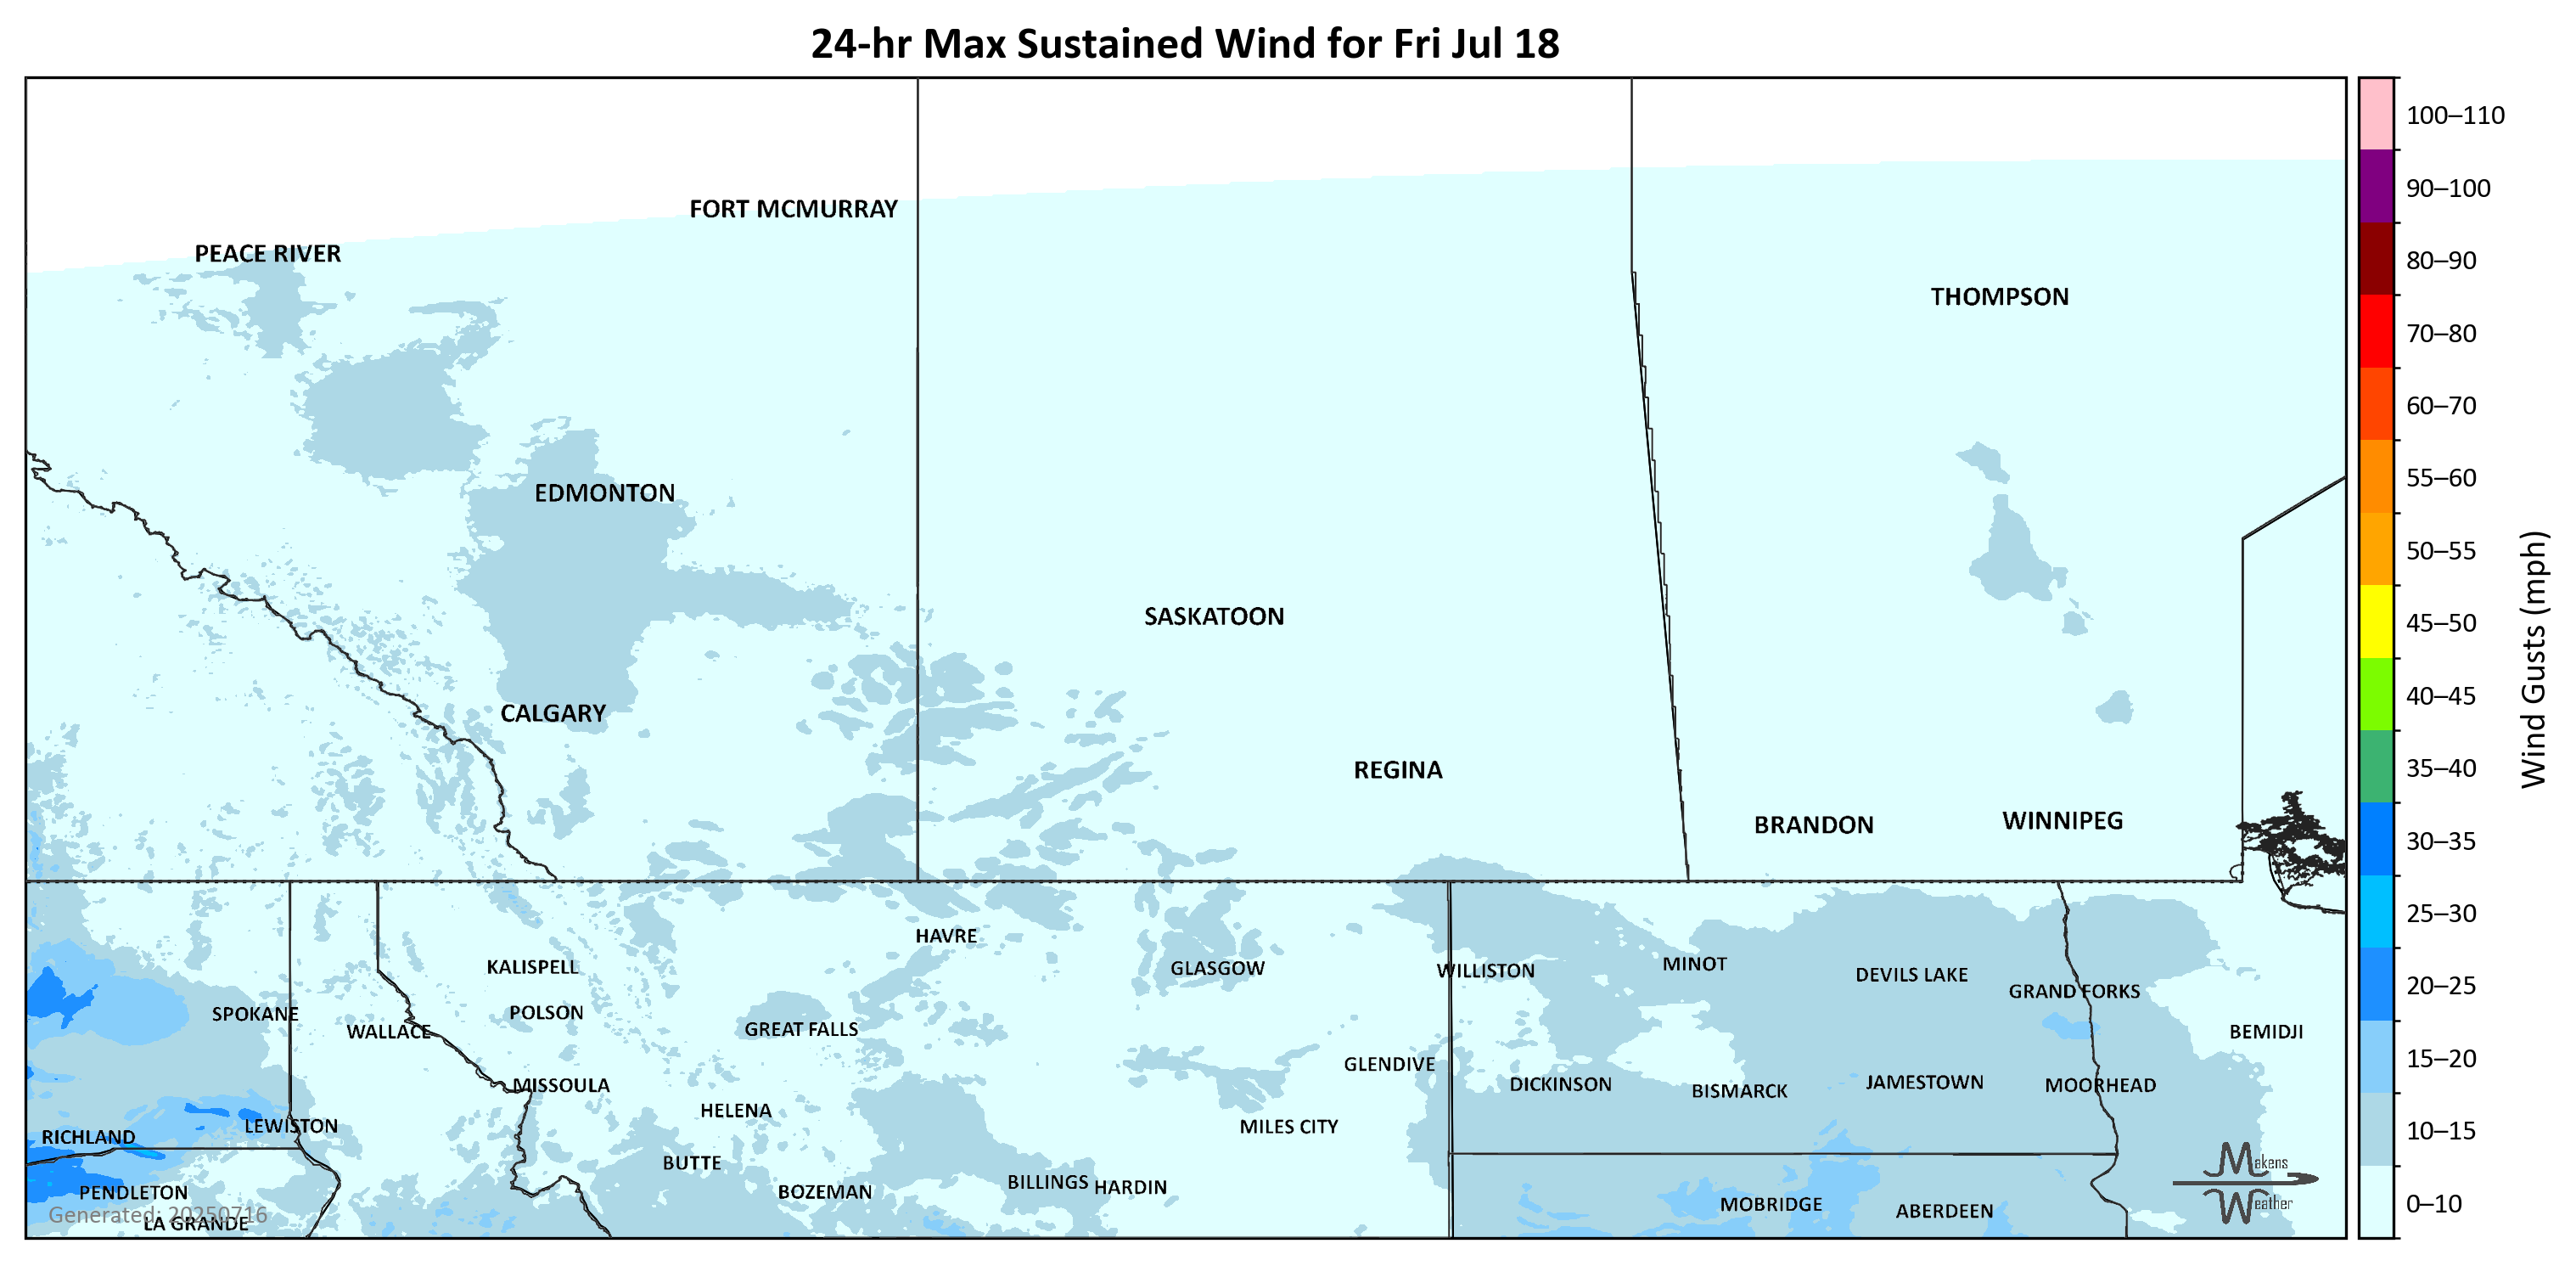 24-hr Max Sustained Wind for Fri Jul 18
100–110
90–100
80–90
70–80
60–70
55–60
50–55
45–50
40–45
35–40
30–35
25–30
20–25
15–20
10–15
0–10
Wind Gusts (mph)
FORT MCMURRAY
PEACE RIVER
THOMPSON
EDMONTON
SASKATOON
CALGARY
REGINA
BRANDON
WINNIPEG
HAVRE
KALISPELL
GLASGOW
WILLISTON
MINOT
DEVILS LAKE
GRAND FORKS
SPOKANE
POLSON
WALLACE
GREAT FALLS
BEMIDJI
GLENDIVE
MISSOULA
DICKINSON
BISMARCK
JAMESTOWN
MOORHEAD
HELENA
LEWISTON
MILES CITY
RICHLAND
BUTTE
PENDLETON
BOZEMAN
BILLINGS
HARDIN
MOBRIDGE
ABERDEEN
Generated: 20250716
LA GRANDE
Makens
Weather